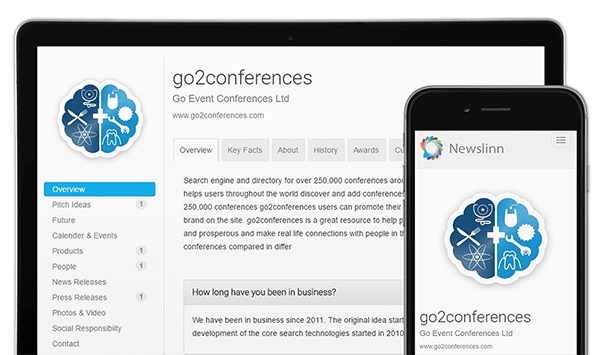 go2conferences
Go Event Conferences Ltd
www.go2conferences.com
Overview
Key Facts
About
History
Awards
Cu
Search engine and directory for over 250,000 conferences aro
helps users throughout the world discover and add conference
250,000 conferences go2conferences users can promote their
brand on the site. go2conferences is a great resource to help p
and prosperous and make real life connections with people in th
conferences compared in differ
How long have you been in business?
We have been in business since 2011. The original idea start
development of the core search technologies started in 2010
Overview
Pitch Ideas 1
Future
Calender & Events
Products 1
People 1
News Releases
Press Releases 1
Photos & Video
Social Responsibiity
Contact
Newslinn
go2conferences
Go Event Conferences Ltd
www.go2conferences.com